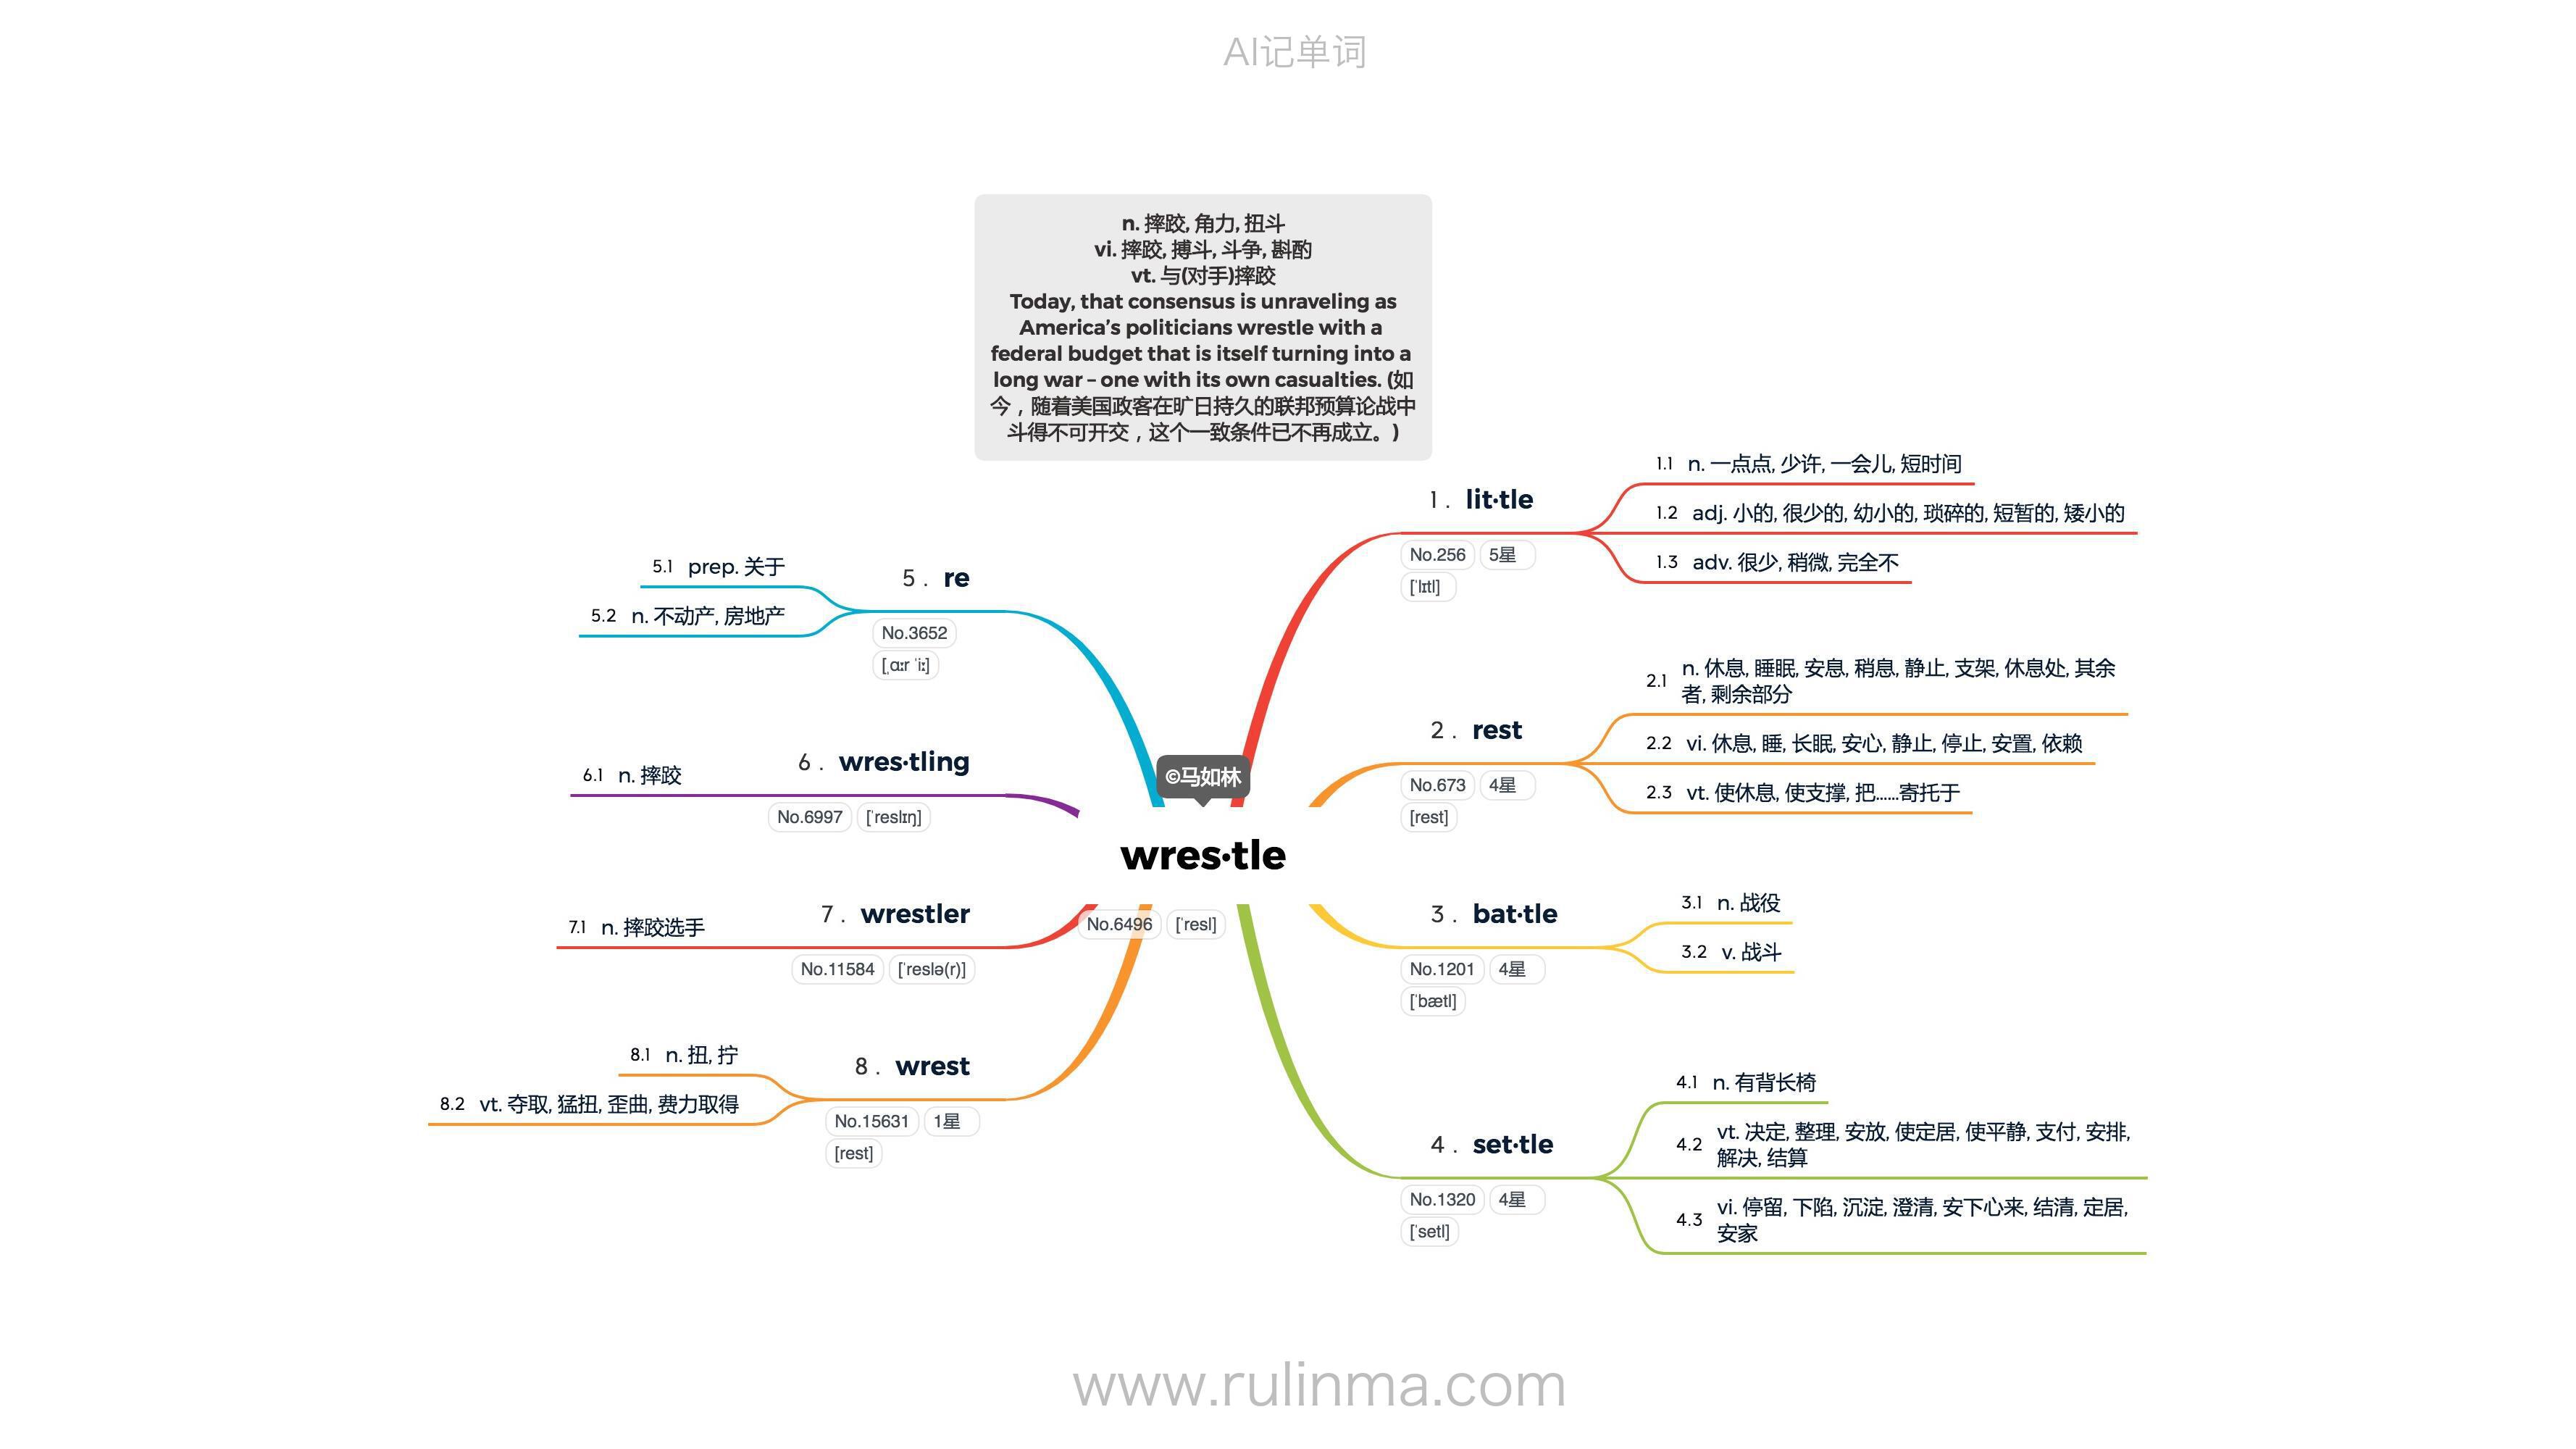 AI记单词
n. 摔跤, 角力, 扭斗
vi. 摔跤, 搏斗, 斗争, 斟酌
vt. 与(对手)摔跤
Today, that consensus is unraveling as
America’s politicians wrestle with a
federal budget that is itself turning into a
long war – one with its own casualties. (如
今，随着美国政客在旷日持久的联邦预算论战中
斗得不可开交，这个一致条件已不再成立。)
©马如林
wres·tle
No.6496 [ˈresl]
1 . lit·tle
No.256 5星
[ˈlɪtl]
1.1 n. 一点点, 少许, 一会儿, 短时间
1.2 adj. 小的, 很少的, 幼小的, 琐碎的, 短暂的, 矮小的
1.3 adv. 很少, 稍微, 完全不
2 . rest
No.673 4星
[rest]
2.1 n. 休息, 睡眠, 安息, 稍息, 静止, 支架, 休息处, 其余
者, 剩余部分
2.2 vi. 休息, 睡, 长眠, 安心, 静止, 停止, 安置, 依赖
2.3 vt. 使休息, 使支撑, 把……寄托于
3 . bat·tle
No.1201 4星
[ˈbætl]
3.1 n. 战役
3.2 v. 战斗
4 . set·tle
No.1320 4星
[ˈsetl]
4.1 n. 有背长椅
4.2 vt. 决定, 整理, 安放, 使定居, 使平静, 支付, 安排,
解决, 结算
4.3 vi. 停留, 下陷, 沉淀, 澄清, 安下心来, 结清, 定居,
安家
5 . re
No.3652
[ˌɑːr ˈiː]
5.1 prep. 关于
5.2 n. 不动产, 房地产
6 . wres·tling
No.6997 [ˈreslɪŋ]
6.1 n. 摔跤
7 . wrestler
No.11584 [ˈreslə(r)]
7.1 n. 摔跤选手
8 . wrest
No.15631 1星
[rest]
8.1 n. 扭, 拧
8.2 vt. 夺取, 猛扭, 歪曲, 费力取得
www.rulinma.com